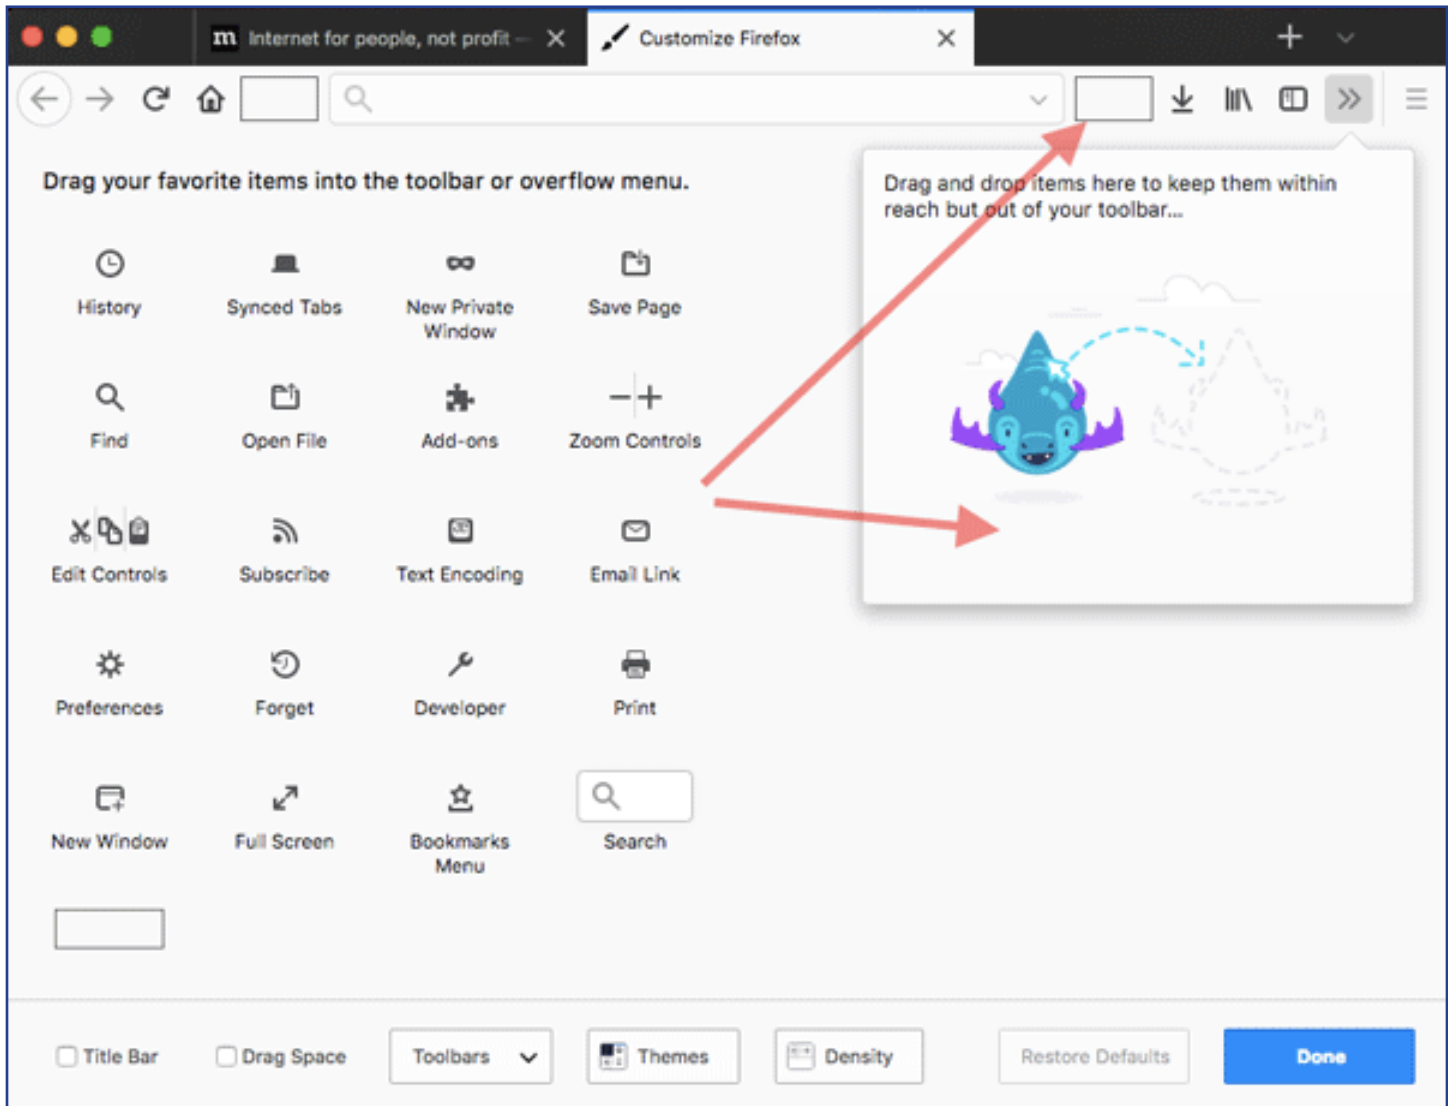 m Internet for people, not profit —
Customize Firefox
Drag your favorite items into the toolbar or overflow menu.
Drag and drop items here to keep them within
reach but out of your toolbar...
History
Synced Tabs
New Private
Window
Save Page
Find
Open File
Add-ons
Zoom Controls
Edit Controls
Subscribe
Text Encoding
Email Link
Preferences
Forget
Developer
Print
New Window
Full Screen
Bookmarks
Menu
Search
Title Bar
Drag Space
Toolbars
Themes
Density
Restore Defaults
Done